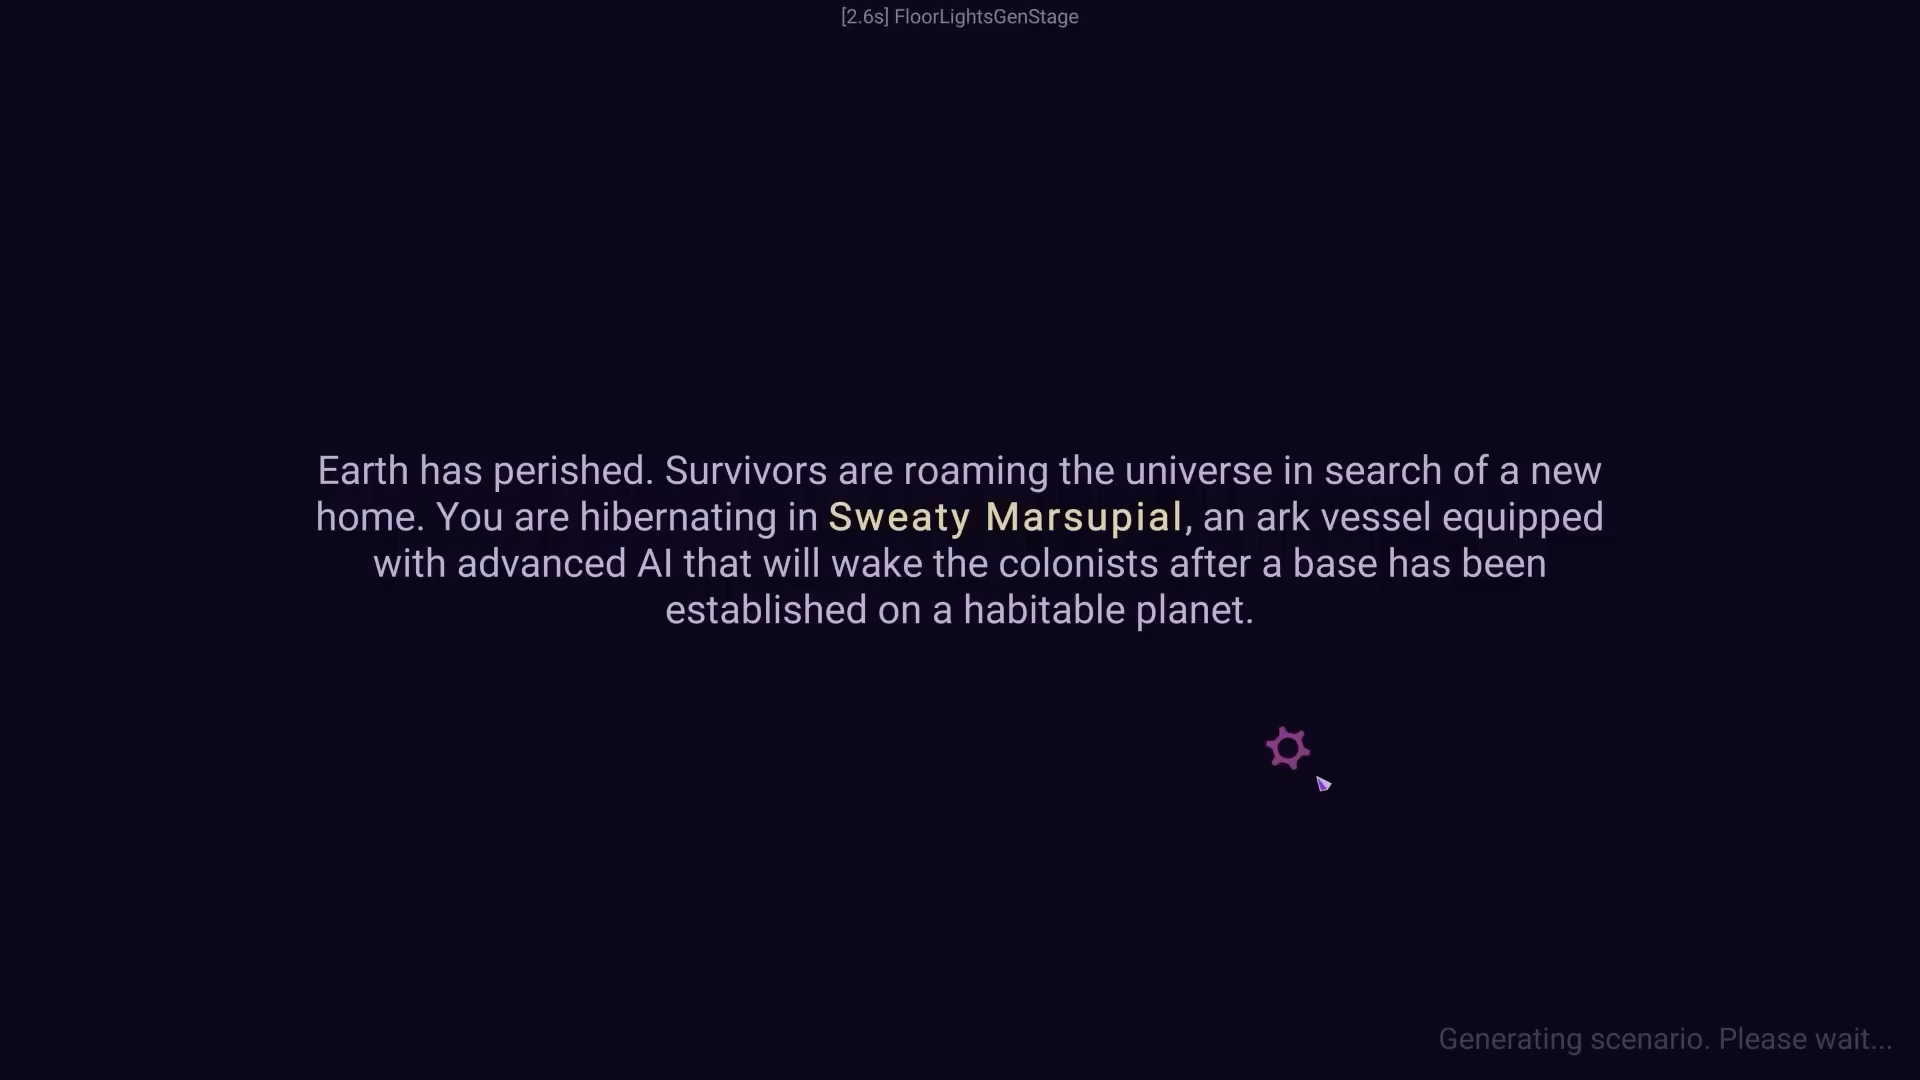 [2.6s] FloorLightsGenStage
Earth has perished. Survivors are roaming the universe in search of a new
home. You are hibernating in Sweaty Marsupial, an ark vessel equipped
with advanced AI that will wake the colonists after a base has been
established on a habitable planet.
Generating scenario. Please wait...